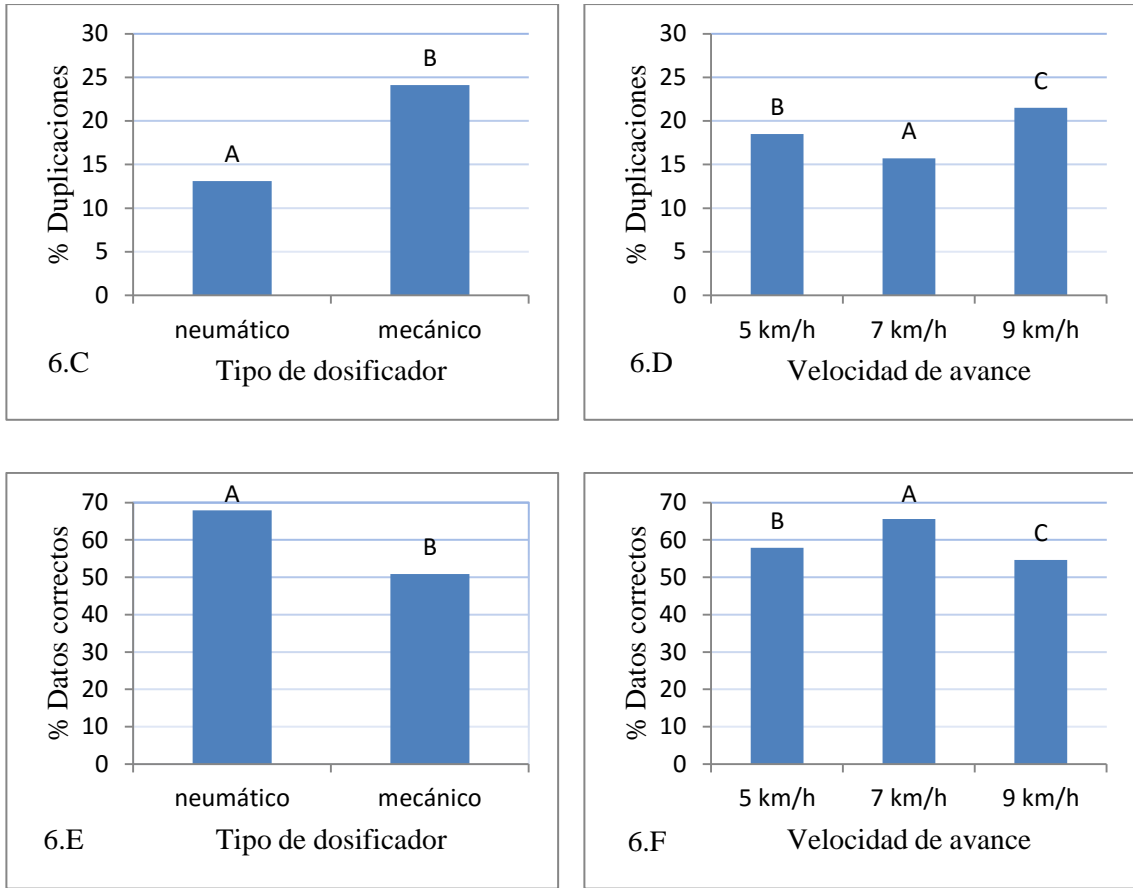 % Duplicaciones
30
25
20
15
10
5
0
A
B
neumático
mecánico
6.C
Tipo de dosificador
% Duplicaciones
30
25
20
15
10
5
0
B
A
C
5 km/h
7 km/h
9 km/h
6.D
Velocidad de avance
% Datos correctos
70
60
50
40
30
20
10
0
A
B
neumático
mecánico
6.E
Tipo de dosificador
% Datos correctos
70
60
50
40
30
20
10
0
B
A
C
5 km/h
7 km/h
9 km/h
6.F
Velocidad de avance